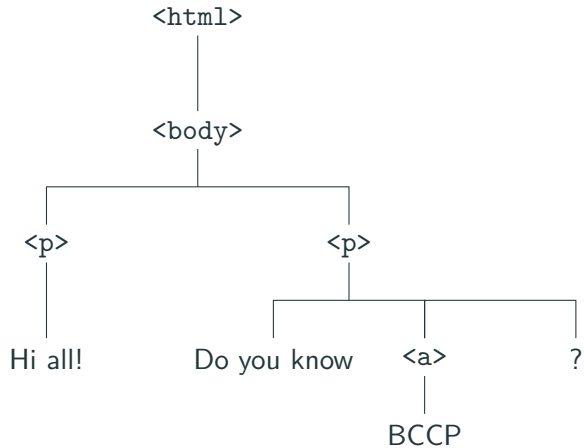 <html>
<body>
<p> <p>
Hi all! Do you know <a> ?
BCCP